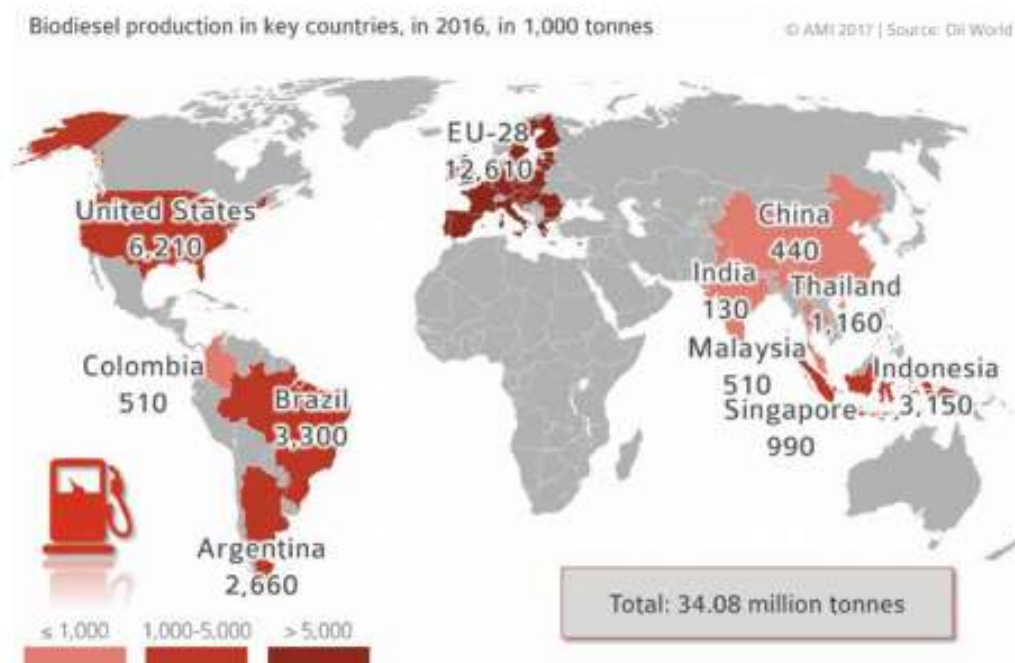 Biodiesel production in key countries, in 2016, in 1,000 tonnes
© AMI 2017 | Source: Oil World
EU-28
12,610
United States
6,210
China
440
India
130
Thailand
1,160
Malaysia
510
Indonesia
3,150
Singapore
990
Colombia
510
Brazil
3,300
Argentina
2,660
Total: 34.08 million tonnes
≤ 1,000
1,000-5,000
> 5,000